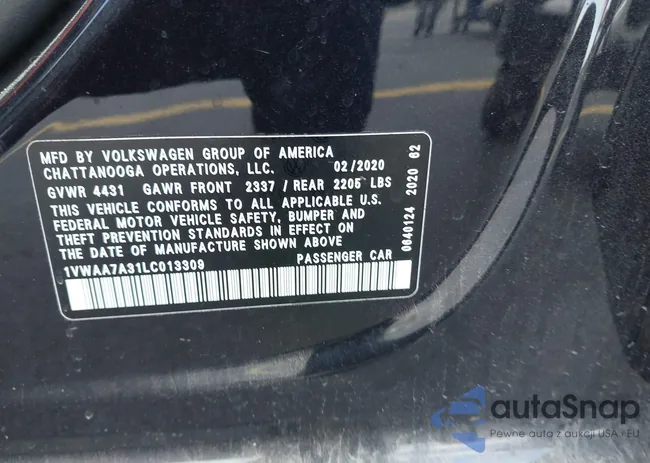 MFD BY VOLKSWAGEN GROUP OF AMERICA
CHATTANOOGA OPERATIONS, LLC. 02/2020
GVWR 4431 GAWR FRONT 2337 / REAR 2205 LBS
THIS VEHICLE CONFORMS TO ALL APPLICABLE U.S.
FEDERAL MOTOR VEHICLE SAFETY, BUMPER AND
THEFT PREVENTION STANDARDS IN EFFECT ON
THE DATE OF MANUFACTURE SHOWN ABOVE
1VWAA7A31LC013309 PASSENGER CAR
0640124 2020 62
autaSnap
Pewne auta z aukcji USA i EU